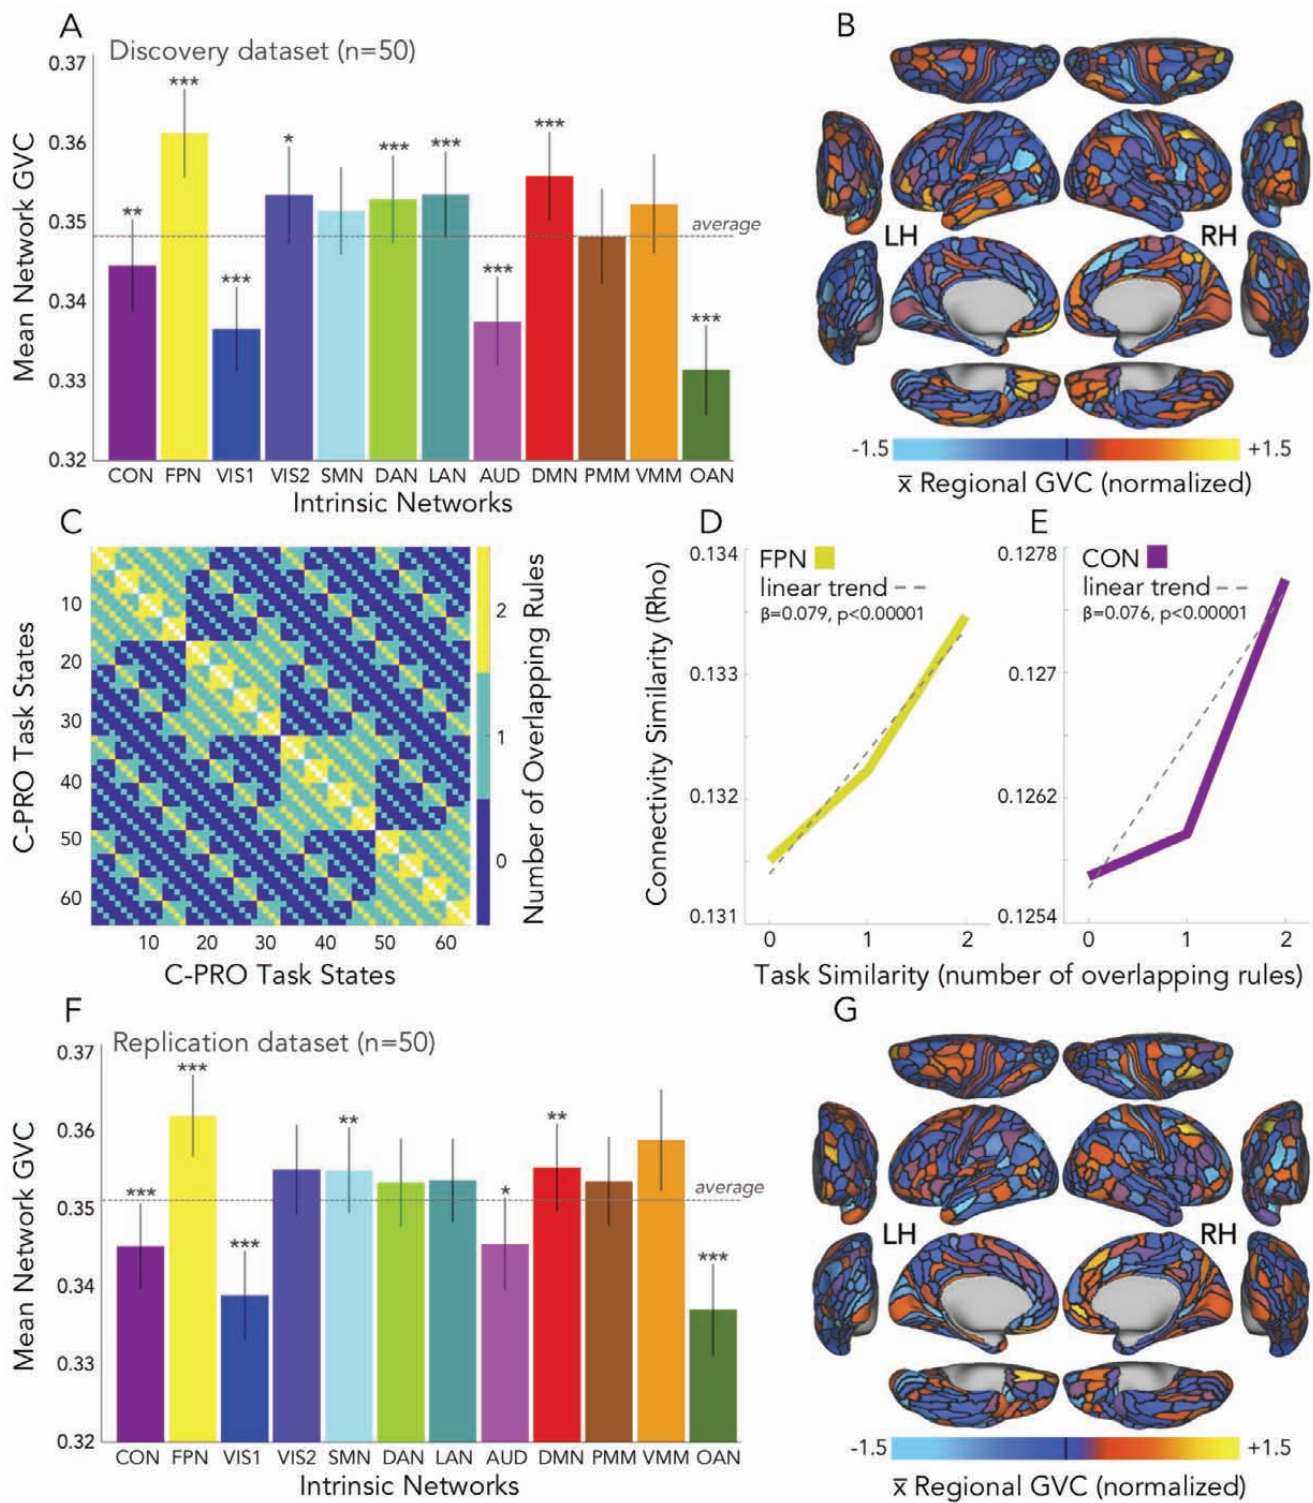 A
Discovery dataset (n=50)
0.37
0.36
0.35
0.34
0.33
0.32
Mean Network GVC
***
*
***
***
***
**
average
***
***
***
CON FPN VIS1 VIS2 SMN DAN LAN AUD DMN PMM VMM OAN
Intrinsic Networks
B
LH
RH
-1.5
+1.5
x̅ Regional GVC (normalized)
C
10
20
30
40
50
60
C-PRO Task States
10 20 30 40 50 60
C-PRO Task States
2
1
0
Number of Overlapping Rules
D
0.134
0.133
0.132
0.131
Connectivity Similarity (Rho)
FPN
linear trend
β=0.079, p<0.00001
0 1 2
E
0.1278
0.127
0.1262
0.1254
CON
linear trend
β=0.076, p<0.00001
0 1 2
Task Similarity (number of overlapping rules)
F
Replication dataset (n=50)
0.37
0.36
0.35
0.34
0.33
0.32
Mean Network GVC
***
**
**
***
*
average
***
***
CON FPN VIS1 VIS2 SMN DAN LAN AUD DMN PMM VMM OAN
Intrinsic Networks
G
LH
RH
-1.5
+1.5
x̅ Regional GVC (normalized)